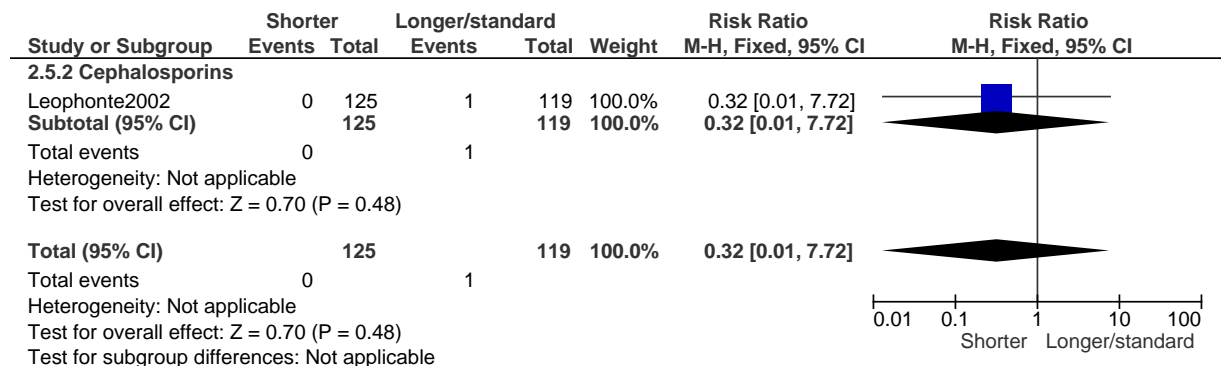 Shorter Longer/standard Risk Ratio Risk Ratio
Study or Subgroup Events Total Events Total Weight M-H, Fixed, 95% CI M-H, Fixed, 95% CI
2.5.2 Cephalosporins
Leophonte2002 0 125 1 119 100.0% 0.32 [0.01, 7.72]
Subtotal (95% CI) 125 119 100.0% 0.32 [0.01, 7.72]
Total events 0 1
Heterogeneity: Not applicable
Test for overall effect: Z = 0.70 (P = 0.48)
Total (95% CI) 125 119 100.0% 0.32 [0.01, 7.72]
Total events 0 1
Heterogeneity: Not applicable
Test for overall effect: Z = 0.70 (P = 0.48)
Test for subgroup differences: Not applicable
0.01 0.1 1 10 100
Shorter Longer/standard